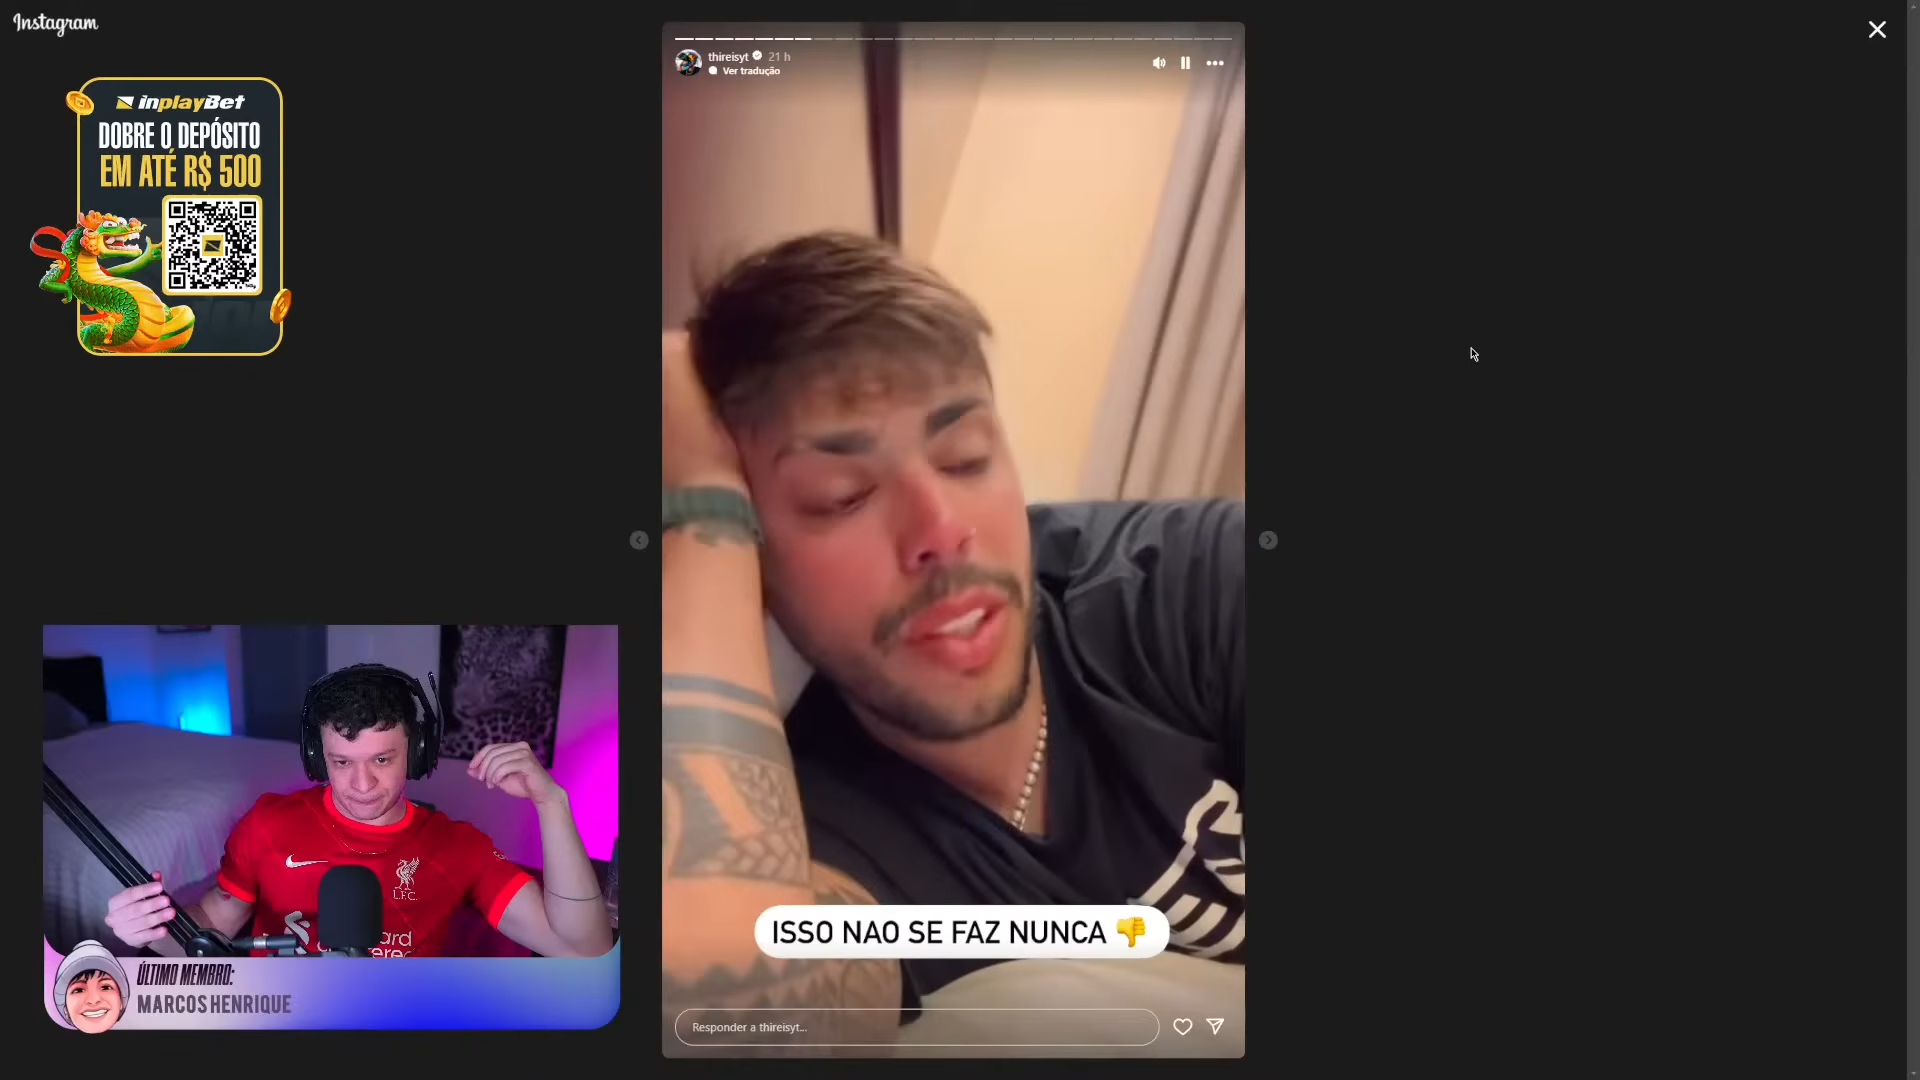 Instagram
thireisyt 21 h
Ver tradução
inplayBet
DOBRE O DEPÓSITO
EM ATÉ R$ 500
L.F.C.
ISSO NAO SE FAZ NUNCA 👎
ÚLTIMO MEMBRO:
MARCOS HENRIQUE
Responder a thireisyt...